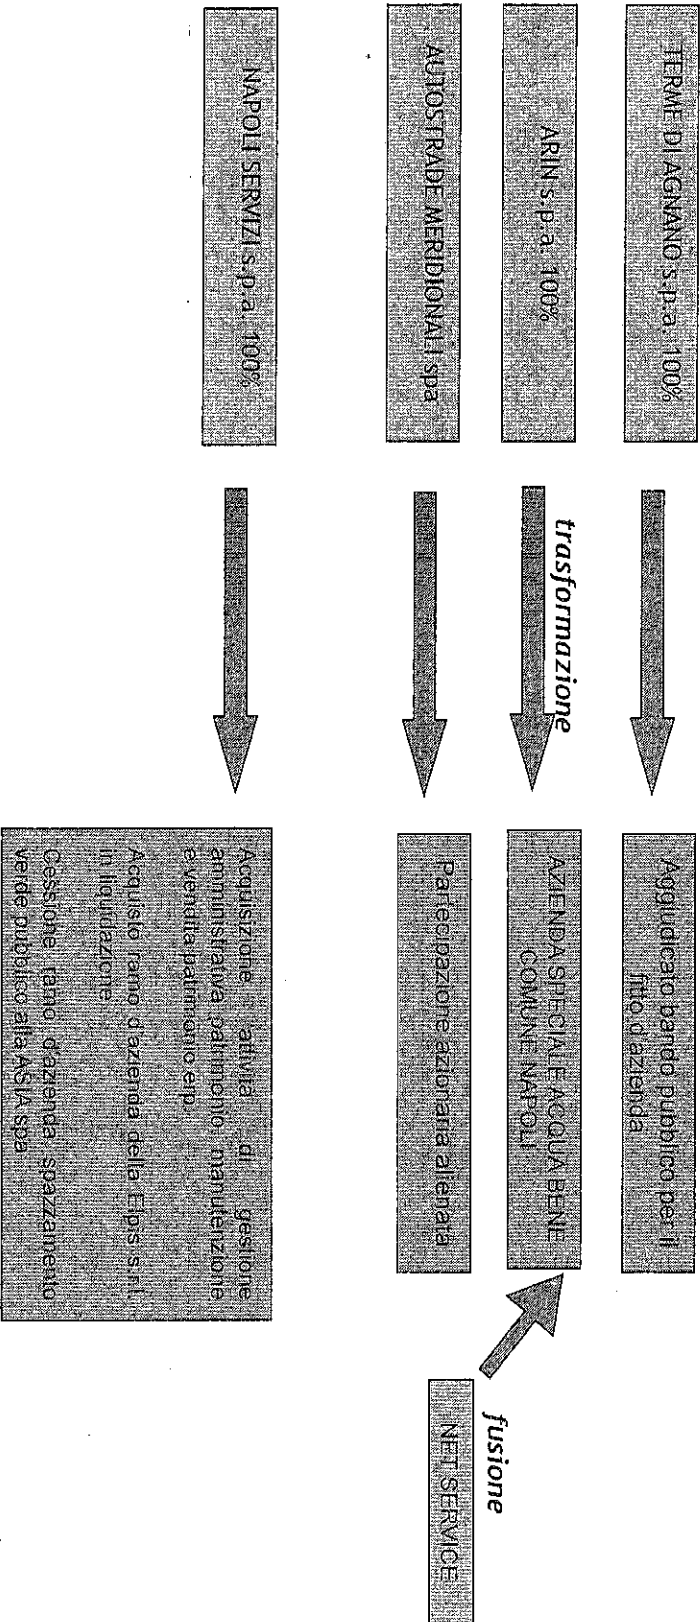 TERME DI AGNANO s.p.a. 100%
Aggiudicato bando pubblico per il
fitto d'azienda
trasformazione
ARIN s.p.a. 100%
AZIENDA SPECIALE ACQUA BENE
COMUNE NAPOLI
fusione
NET SERVICE
AUTOSTRADE MERIDIONALI spa
Partecipazione azionaria alienata
NAPOLI SERVIZI s.p.a. 100%
Acquisizione attività di gestione
amministrativa patrimonio, manutenzione
e vendita patrimonio erp.
Acquisto ramo d'azienda della Elpis s.r.l.
in liquidazione
Cessione ramo d'azienda spazzamento
verde pubblico alla ASIA spa